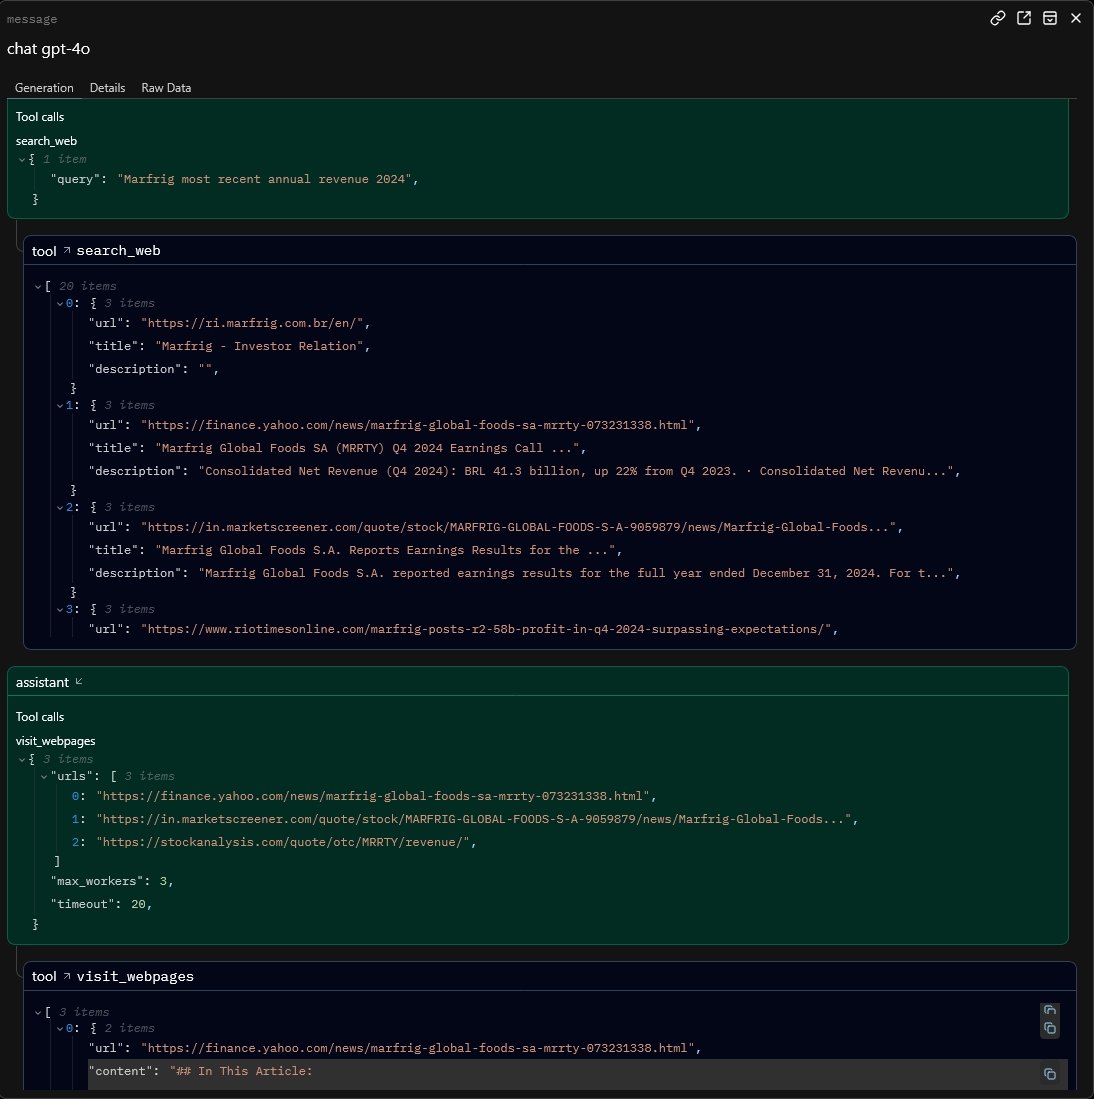 message
chat gpt-4o
Generation Details Raw Data
Tool calls
search_web
{ 1 item
"query": "Marfrig most recent annual revenue 2024",
}
tool ↗ search_web
[ 20 items
0: { 3 items
"url": "https://ri.marfrig.com.br/en/",
"title": "Marfrig - Investor Relation",
"description": "",
}
1: { 3 items
"url": "https://finance.yahoo.com/news/marfrig-global-foods-sa-mrrty-073231338.html",
"title": "Marfrig Global Foods SA (MRRTY) Q4 2024 Earnings Call ...",
"description": "Consolidated Net Revenue (Q4 2024): BRL 41.3 billion, up 22% from Q4 2023. · Consolidated Net Revenu...",
}
2: { 3 items
"url": "https://in.marketscreener.com/quote/stock/MARFRIG-GLOBAL-FOODS-S-A-9059879/news/Marfrig-Global-Foods...",
"title": "Marfrig Global Foods S.A. Reports Earnings Results for the ...",
"description": "Marfrig Global Foods S.A. reported earnings results for the full year ended December 31, 2024. For t...",
}
3: { 3 items
"url": "https://www.riotimesonline.com/marfrig-posts-r2-58b-profit-in-q4-2024-surpassing-expectations/",
assistant ↙
Tool calls
visit_webpages
{ 3 items
"urls": [ 3 items
0: "https://finance.yahoo.com/news/marfrig-global-foods-sa-mrrty-073231338.html",
1: "https://in.marketscreener.com/quote/stock/MARFRIG-GLOBAL-FOODS-S-A-9059879/news/Marfrig-Global-Foods...",
2: "https://stockanalysis.com/quote/otc/MRRTY/revenue/",
]
"max_workers": 3,
"timeout": 20,
}
tool ↗ visit_webpages
[ 3 items
0: { 2 items
"url": "https://finance.yahoo.com/news/marfrig-global-foods-sa-mrrty-073231338.html",
"content": "## In This Article: